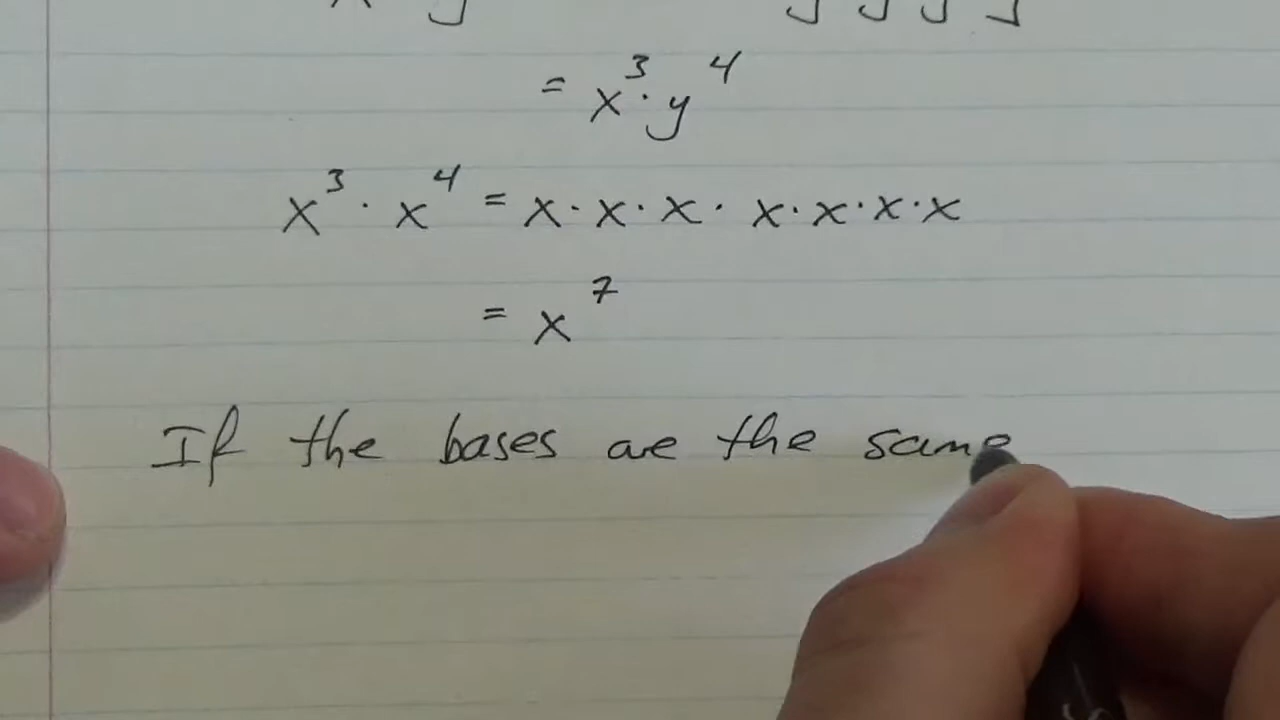 = x³·y⁴
x³ · x⁴ = x·x·x· x·x·x·x
= x⁷
If the bases are the same